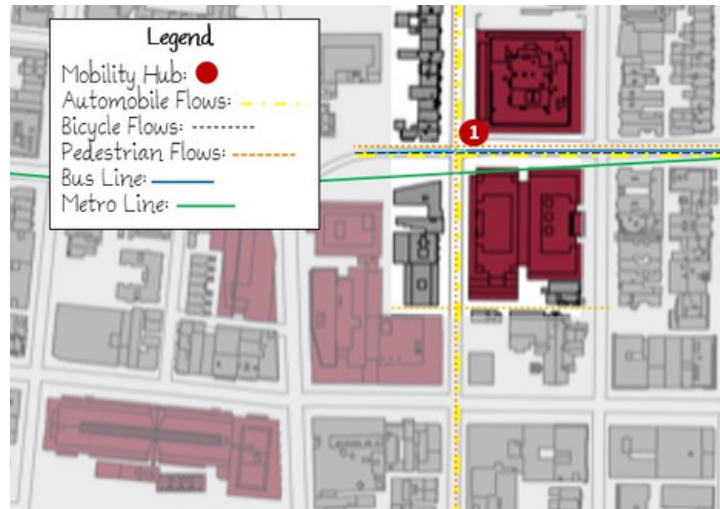 Legend
Mobility Hub:
Automobile Flows:
Bicycle Flows:
Pedestrian Flows:
Bus Line:
Metro Line:
1